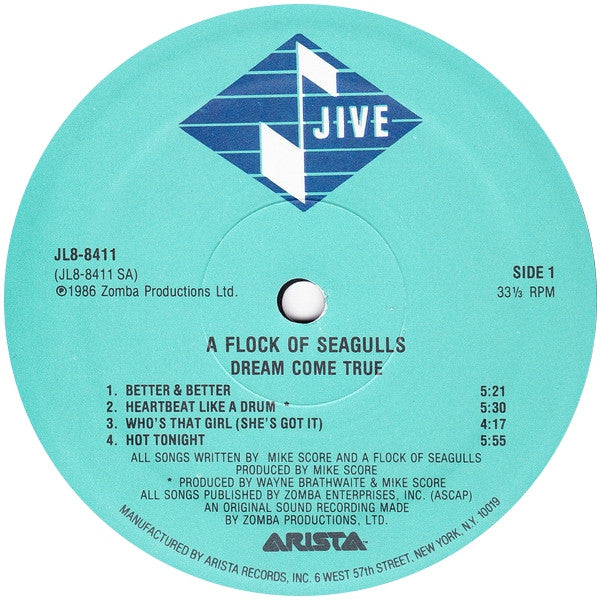 JIVE
JL8-8411
(JL8-8411 SA)
℗1986 Zomba Productions Ltd.
SIDE 1
33⅓ RPM
A FLOCK OF SEAGULLS
DREAM COME TRUE
1. BETTER & BETTER 5:21
2. HEARTBEAT LIKE A DRUM * 5:30
3. WHO'S THAT GIRL (SHE'S GOT IT) 4:17
4. HOT TONIGHT 5:55
ALL SONGS WRITTEN BY MIKE SCORE AND A FLOCK OF SEAGULLS
PRODUCED BY MIKE SCORE
* PRODUCED BY WAYNE BRATHWAITE & MIKE SCORE
ALL SONGS PUBLISHED BY ZOMBA ENTERPRISES, INC. (ASCAP)
AN ORIGINAL SOUND RECORDING MADE
BY ZOMBA PRODUCTIONS, LTD.
ARISTA
MANUFACTURED BY ARISTA RECORDS, INC. 6 WEST 57th STREET, NEW YORK, N.Y. 10019